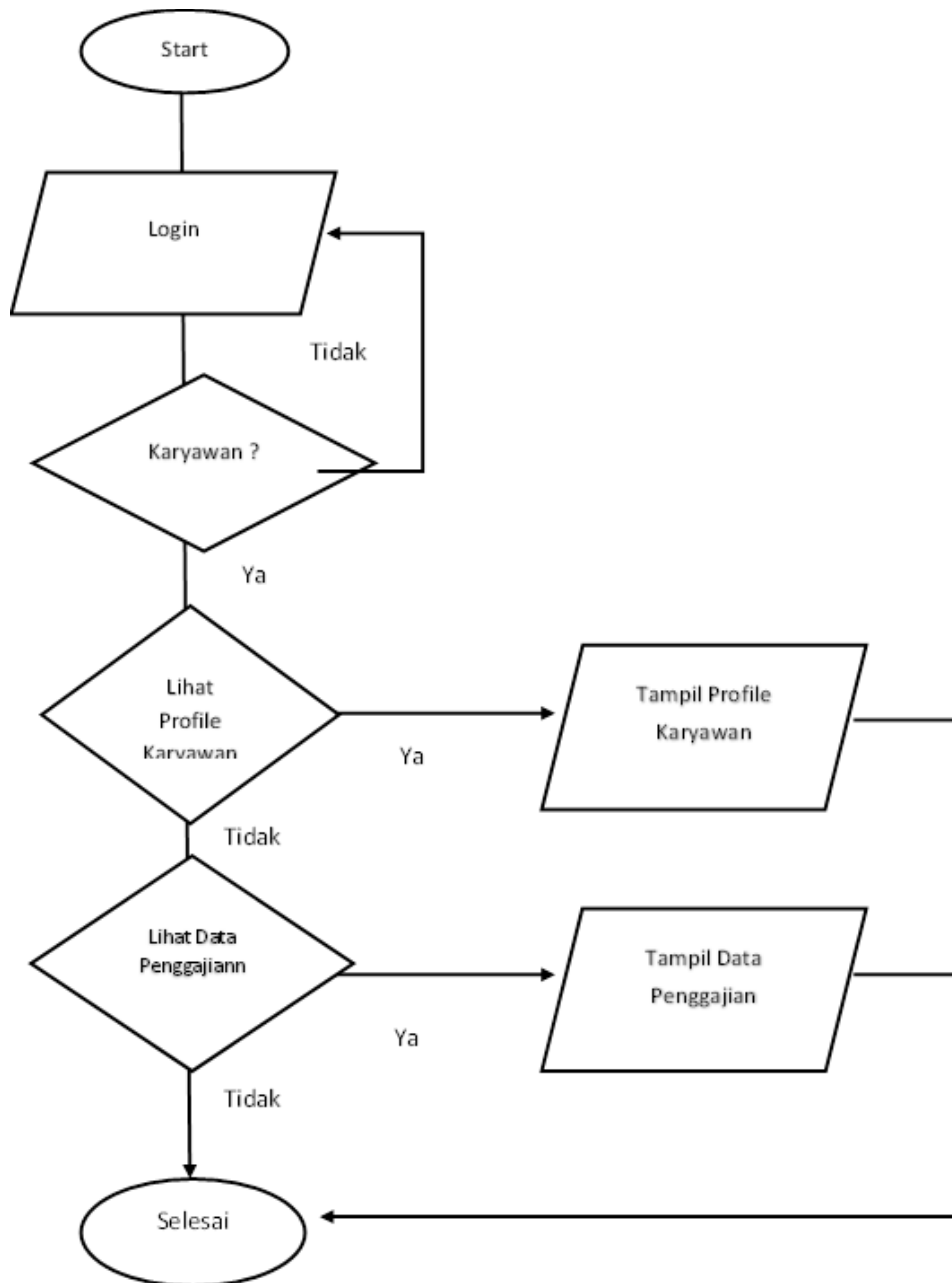 Start
Login
Tidak
Karyawan ?
Ya
Lihat
Profile
Karyawan
Ya
Tampil Profile
Karyawan
Tidak
Lihat Data
Penggajiann
Ya
Tampil Data
Penggajian
Tidak
Selesai